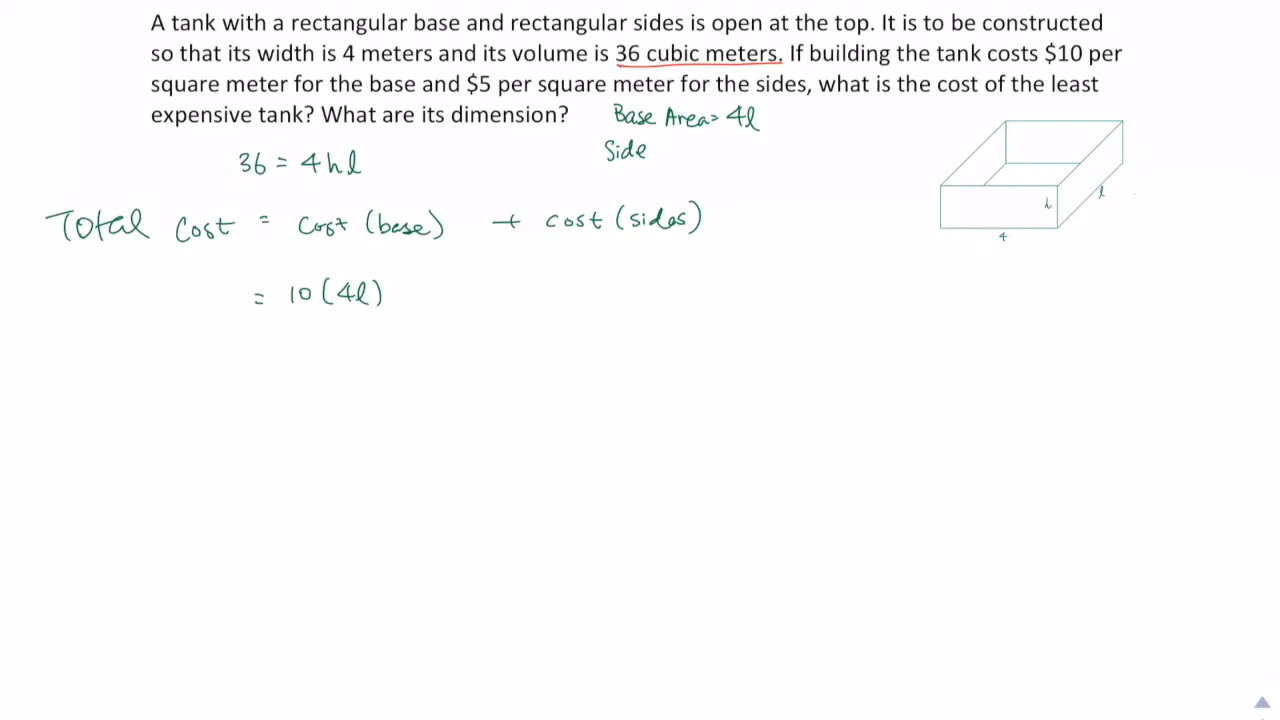 A tank with a rectangular base and rectangular sides is open at the top. It is to be constructed
so that its width is 4 meters and its volume is 36 cubic meters. If building the tank costs $10 per
square meter for the base and $5 per square meter for the sides, what is the cost of the least
expensive tank? What are its dimension?
Base Area = 4l
Side
36 = 4hl
Total Cost = Cost (base) + cost (sides)
= 10 (4l)
h
l
4